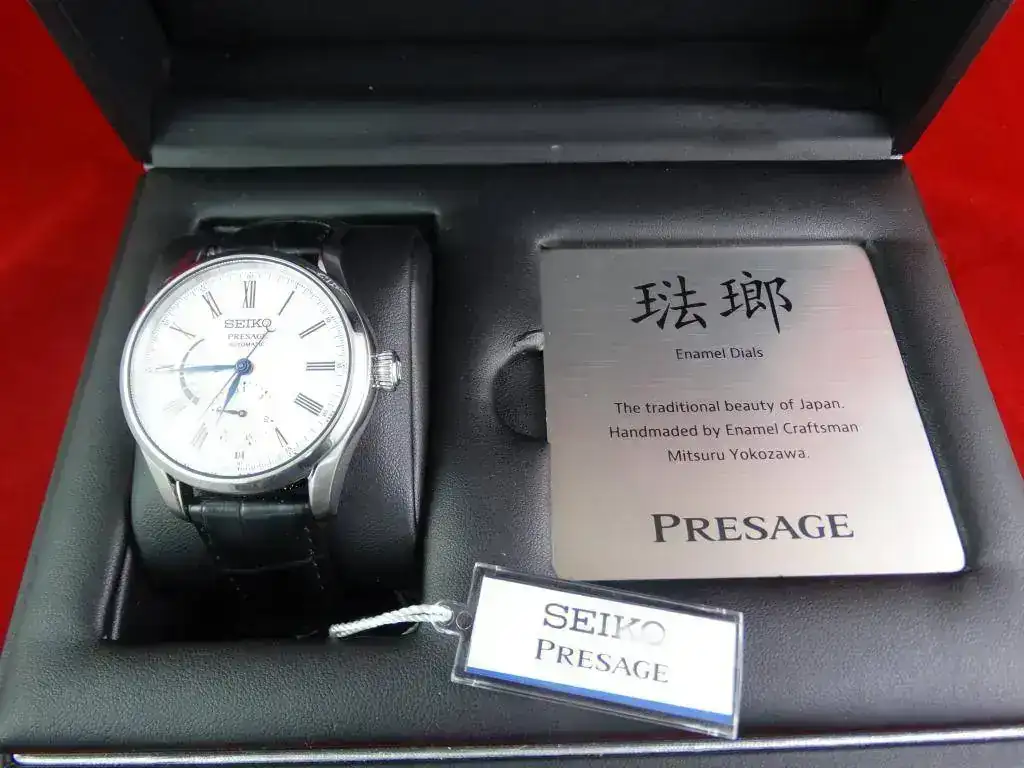 SEIKO
PRESAGE
AUTOMATIC
琺瑯
Enamel Dials
The traditional beauty of Japan.
Handmaded by Enamel Craftsman
Mitsuru Yokozawa.
PRESAGE
SEIKO
PRESAGE